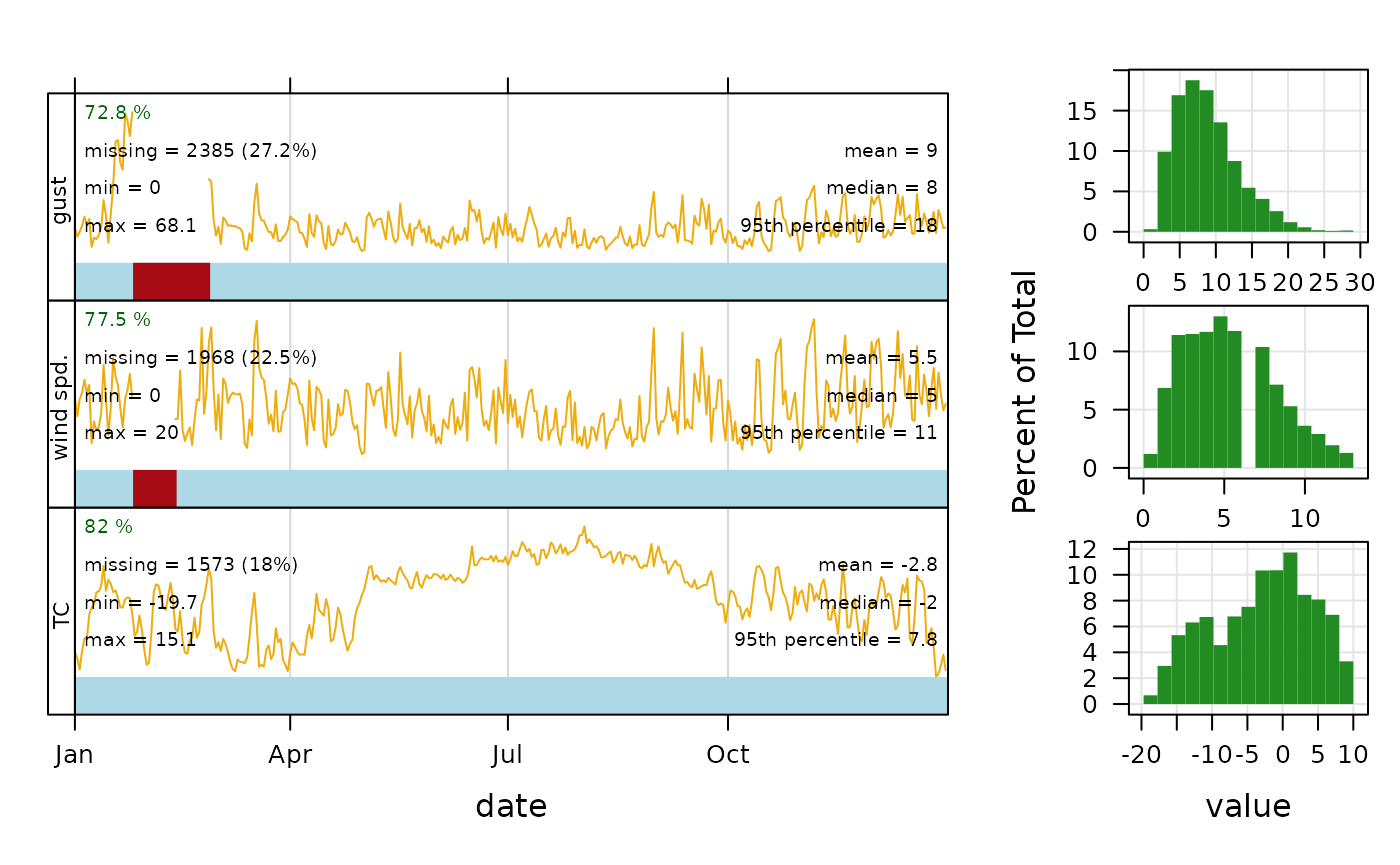 gust
72.8 %
missing = 2385 (27.2%)
min = 0
max = 68.1
mean = 9
median = 8
95th percentile = 18
wind spd.
77.5 %
missing = 1968 (22.5%)
min = 0
max = 20
mean = 5.5
median = 5
95th percentile = 11
TC
82 %
missing = 1573 (18%)
min = -19.7
max = 15.1
mean = -2.8
median = -2
95th percentile = 7.8
Jan Apr Jul Oct
date
Percent of Total
15
10
5
0
0 5 10 15 20 25 30
10
5
0
0 5 10
12
10
8
6
4
2
0
-20 -10 -5 0 5 10
value